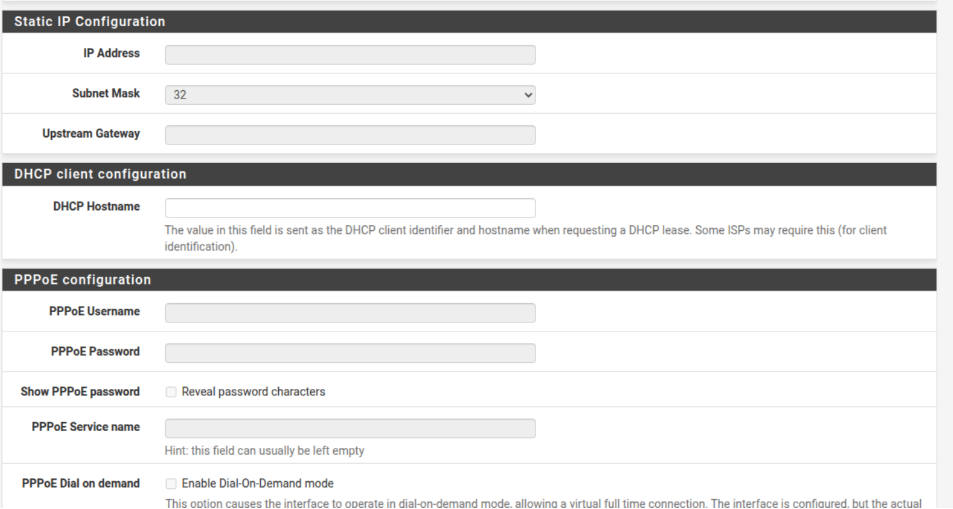 Static IP Configuration
IP Address
Subnet Mask
32
Upstream Gateway
DHCP client configuration
DHCP Hostname
The value in this field is sent as the DHCP client identifier and hostname when requesting a DHCP lease. Some ISPs may require this (for client
identification).
PPPoE configuration
PPPoE Username
PPPoE Password
Show PPPoE password
Reveal password characters
PPPoE Service name
Hint: this field can usually be left empty
PPPoE Dial on demand
Enable Dial-On-Demand mode
This option causes the interface to operate in dial-on-demand mode, allowing a virtual full time connection. The interface is configured, but the actual